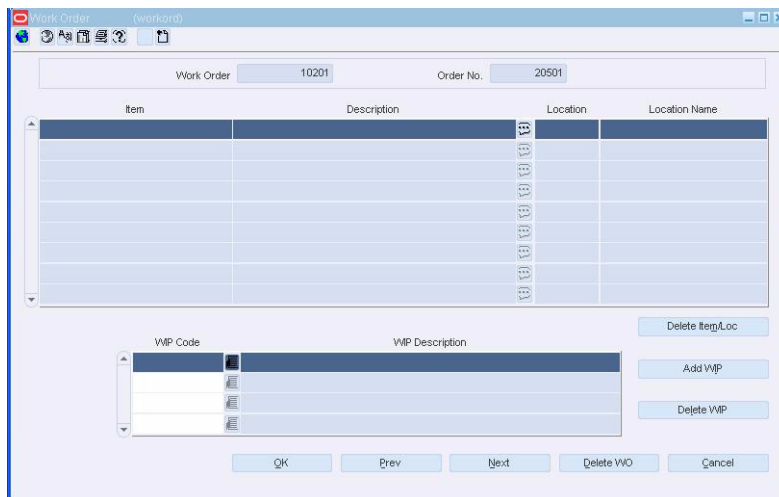 Work Order (workord)
Work Order 10201 Order No. 20501
Item Description Location Location Name
Delete Item/Loc
WIP Code WIP Description
Add WIP
Delete WIP
OK Prev Next Delete WO Cancel